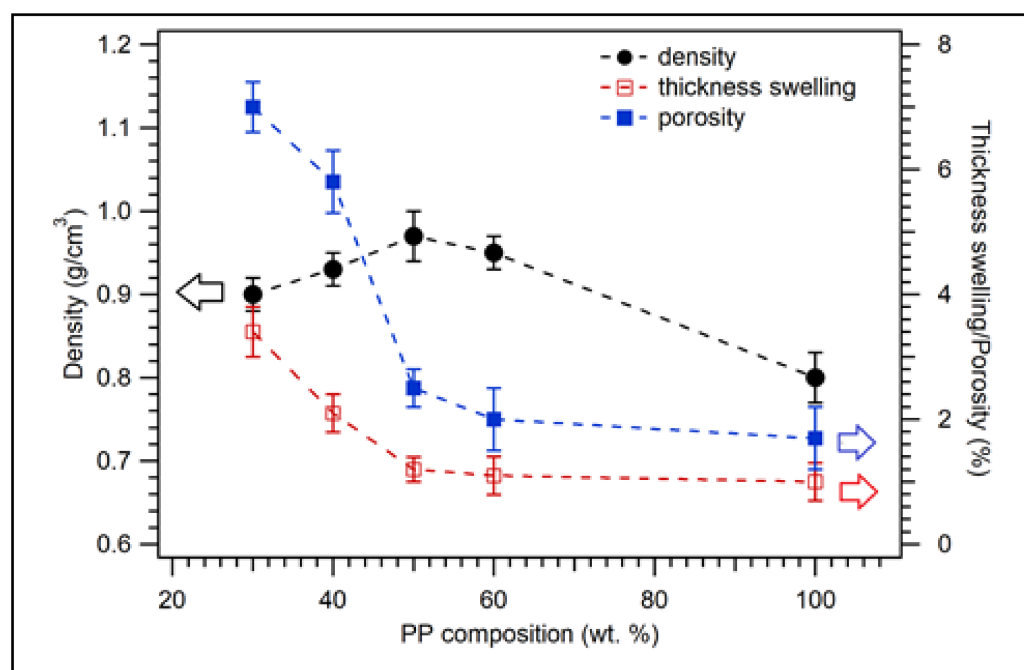 density
thickness swelling
porosity
Density (g/cm³)
1.2
1.1
1.0
0.9
0.8
0.7
0.6
Thickness swelling/Porosity (%)
8
6
4
2
0
20 40 60 80 100
PP composition (wt. %)